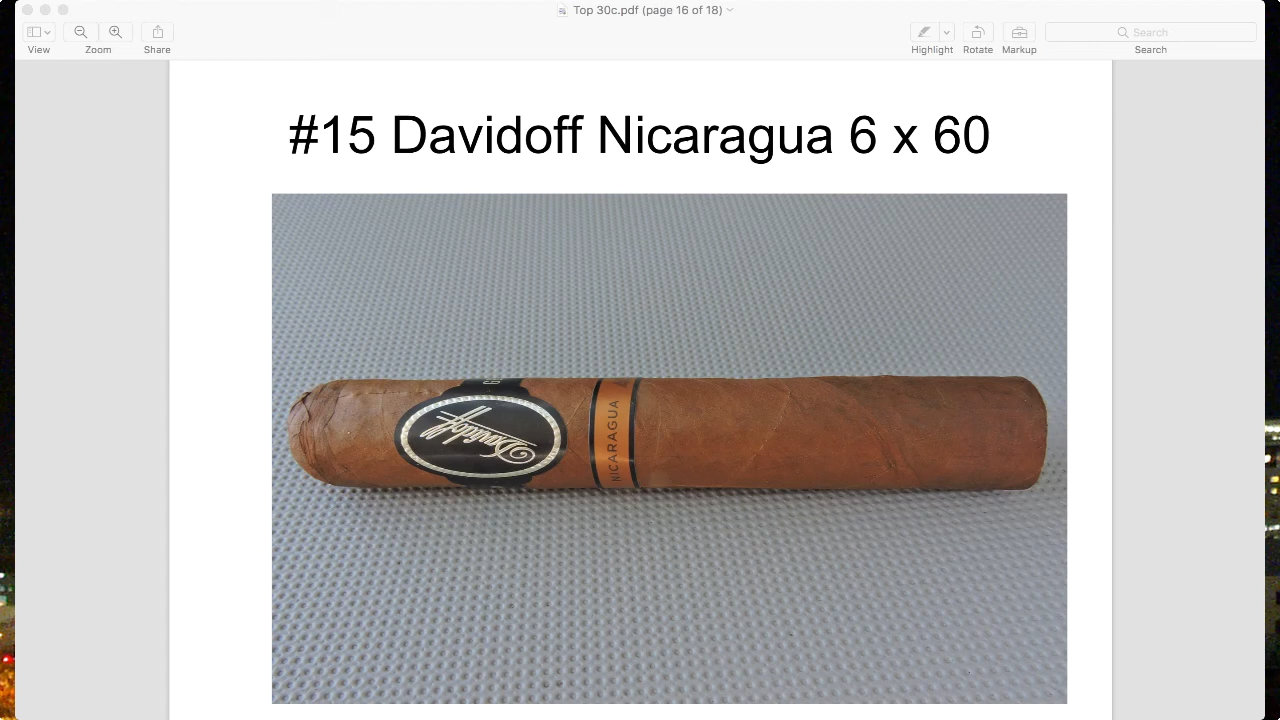 Top 30c.pdf (page 16 of 18)
View
Zoom
Share
Highlight
Rotate
Markup
Search
Search
#15 Davidoff Nicaragua 6 x 60
Davidoff
NICARAGUA